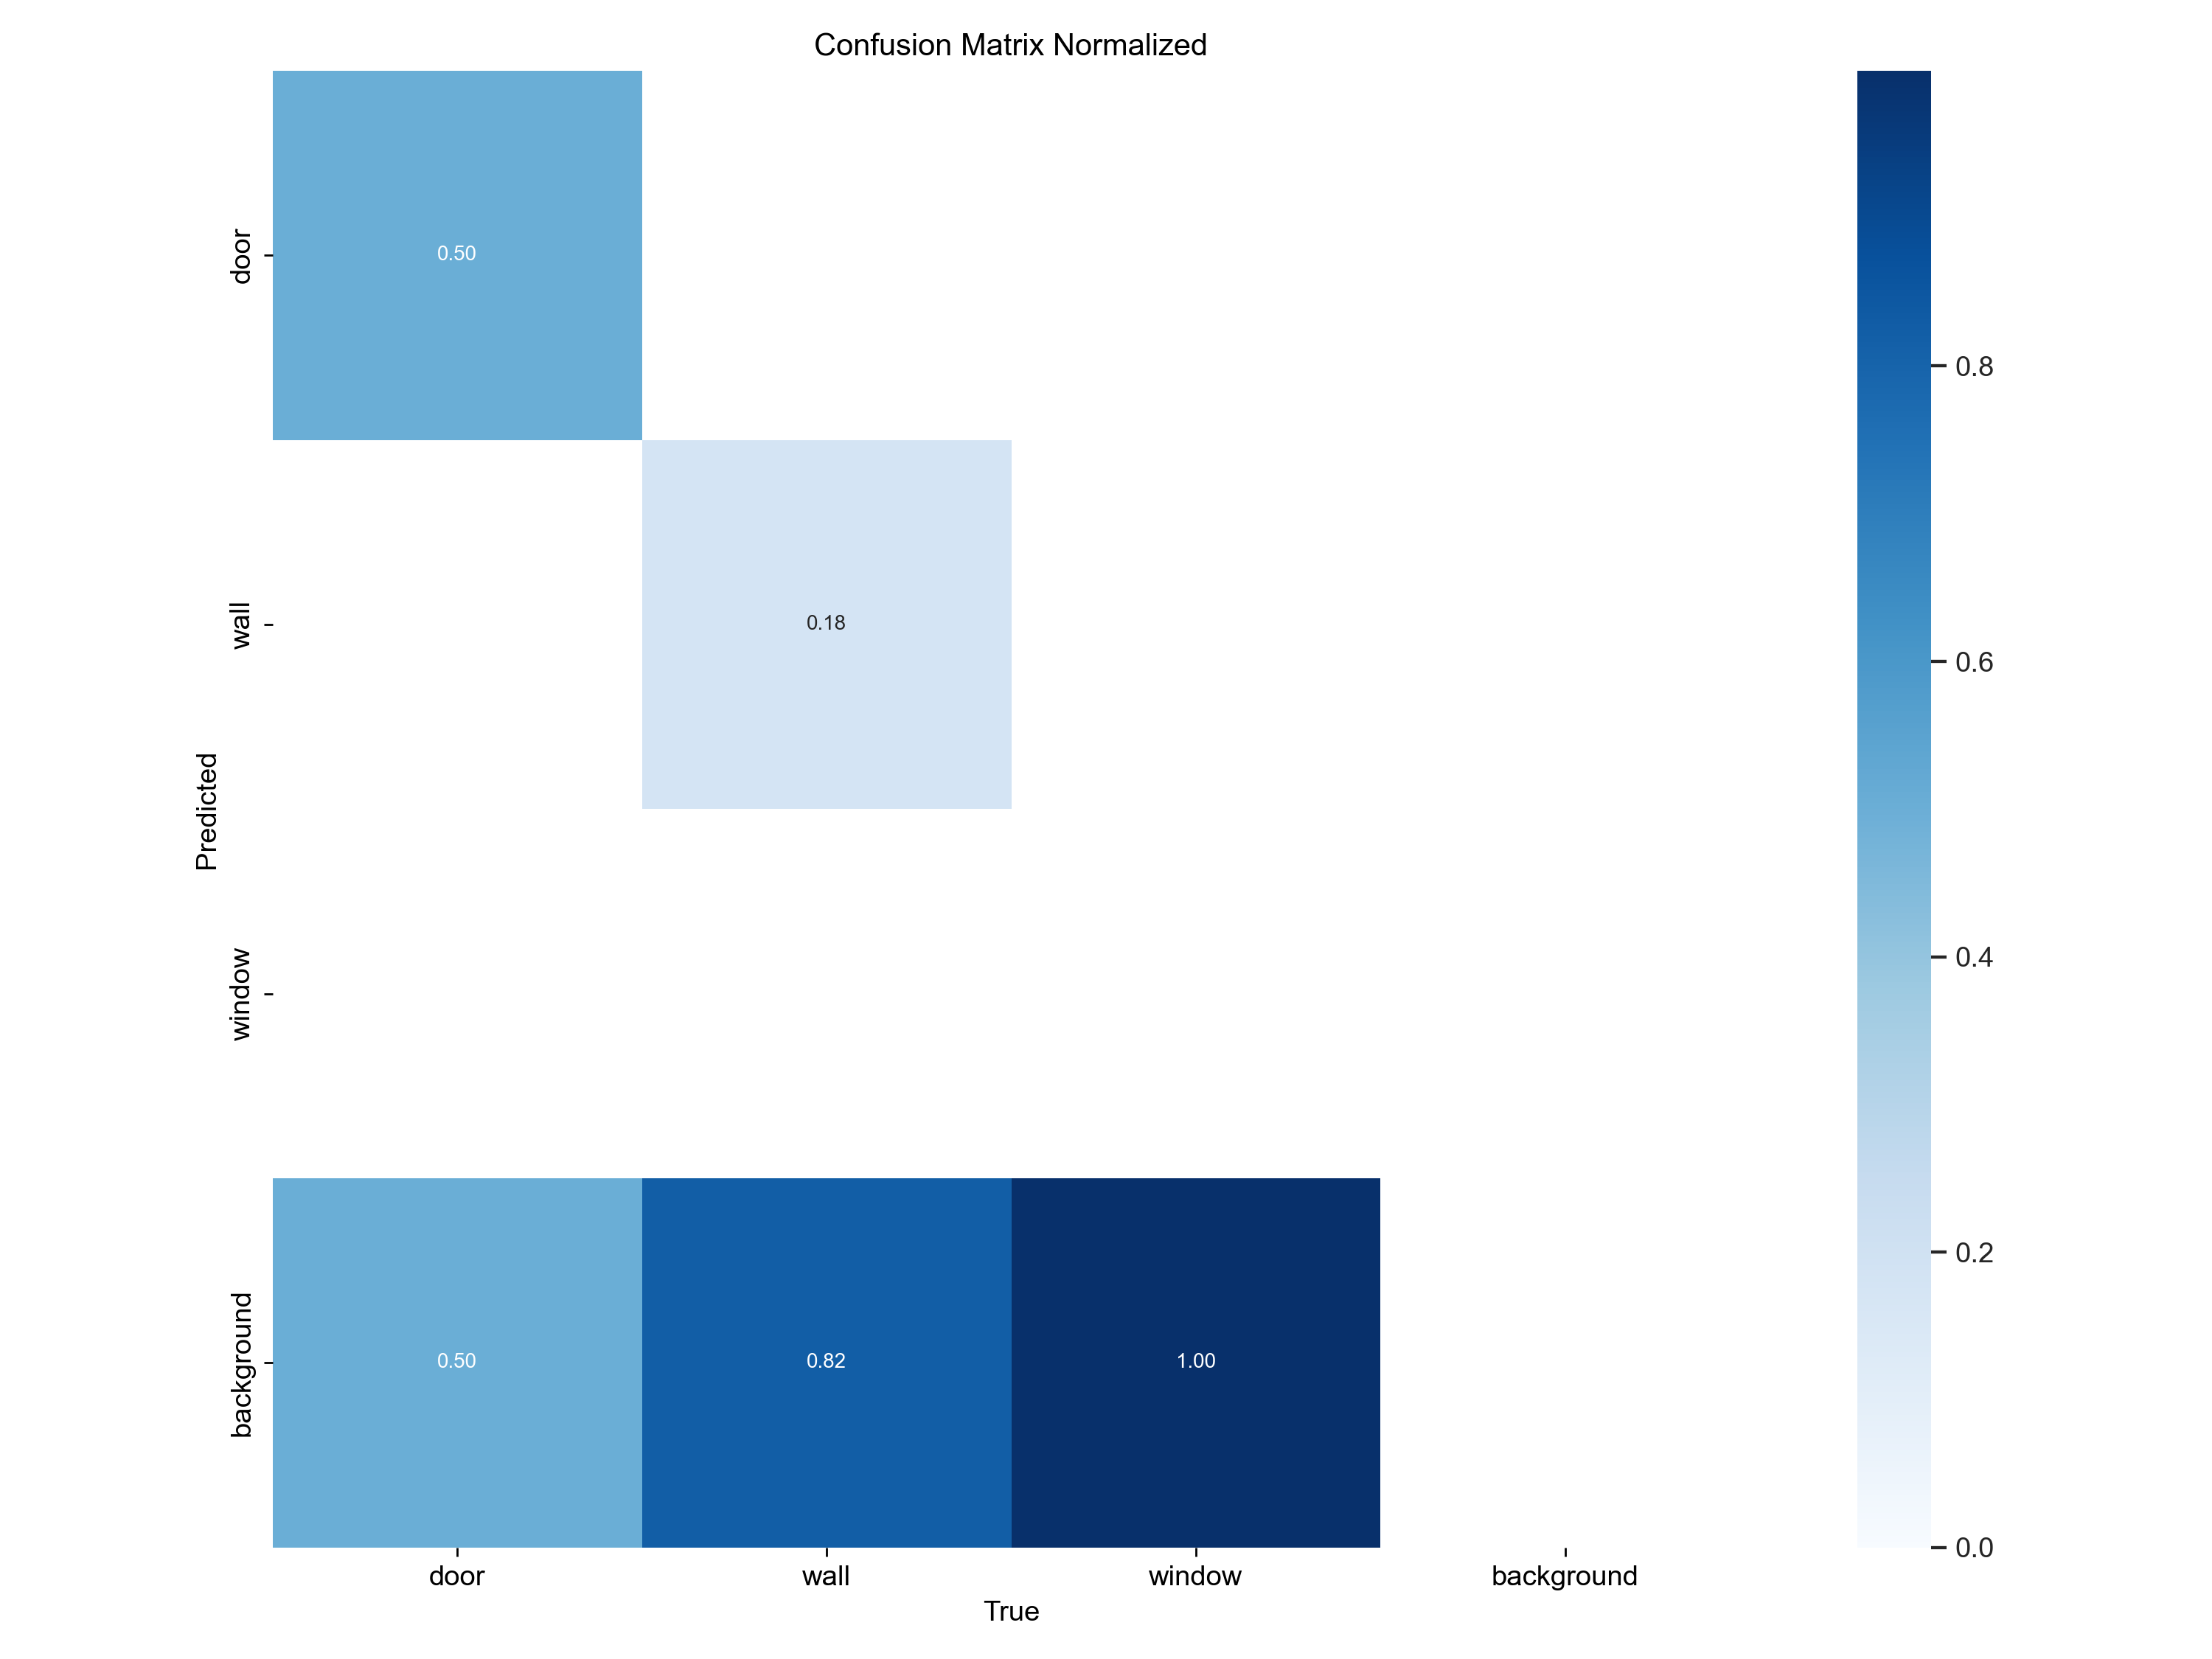 Confusion Matrix Normalized
door
0.50
0.8
wall
0.18
0.6
Predicted
window
0.4
background
0.50 0.82 1.00
0.2
0.0
door wall window background
True